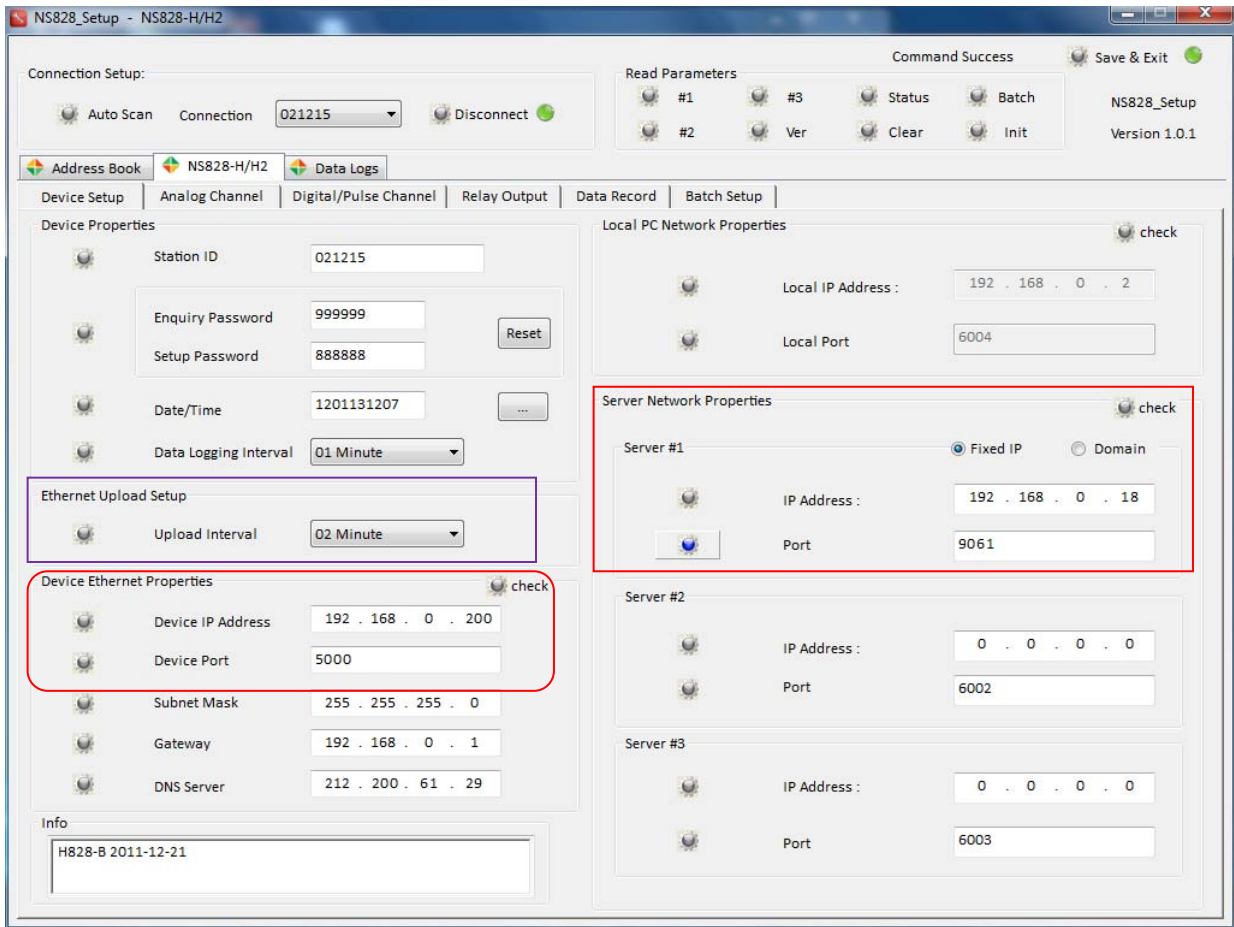 NS828_Setup - NS828-H/H2
Command Success Save & Exit
Connection Setup:
Auto Scan Connection 021215 Disconnect
Read Parameters
#1 #3 Status Batch
#2 Ver Clear Init
NS828_Setup
Version 1.0.1
Address Book NS828-H/H2 Data Logs
Device Setup Analog Channel Digital/Pulse Channel Relay Output Data Record Batch Setup
Device Properties
Station ID 021215
Enquiry Password 999999
Reset
Setup Password 888888
Date/Time 1201131207 ...
Data Logging Interval 01 Minute
Ethernet Upload Setup
Upload Interval 02 Minute
Device Ethernet Properties check
Device IP Address 192 . 168 . 0 . 200
Device Port 5000
Subnet Mask 255 . 255 . 255 . 0
Gateway 192 . 168 . 0 . 1
DNS Server 212 . 200 . 61 . 29
Info
H828-B 2011-12-21
Local PC Network Properties check
Local IP Address : 192 . 168 . 0 . 2
Local Port 6004
Server Network Properties check
Server #1 Fixed IP Domain
IP Address : 192 . 168 . 0 . 18
Port 9061
Server #2
IP Address : 0 . 0 . 0 . 0
Port 6002
Server #3
IP Address : 0 . 0 . 0 . 0
Port 6003